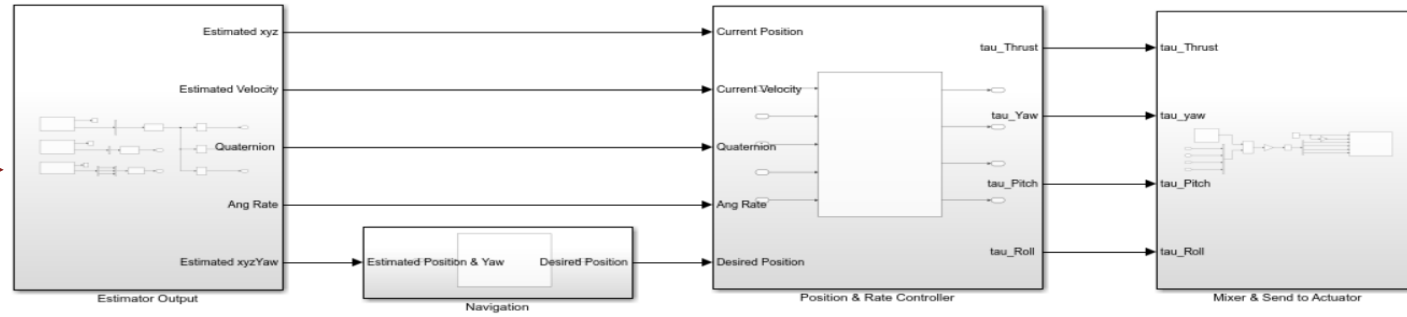 Estimated xyz
Estimated Velocity
Quaternion
Ang Rate
Estimated xyzYaw
Estimator Output
Estimated Position & Yaw
Desired Position
Navigation
Current Position
Current Velocity
Quaternion
Ang Rate
Desired Position
tau_Thrust
tau_Yaw
tau_Pitch
tau_Roll
Position & Rate Controller
tau_Thrust
tau_yaw
tau_Pitch
tau_Roll
Mixer & Send to Actuator